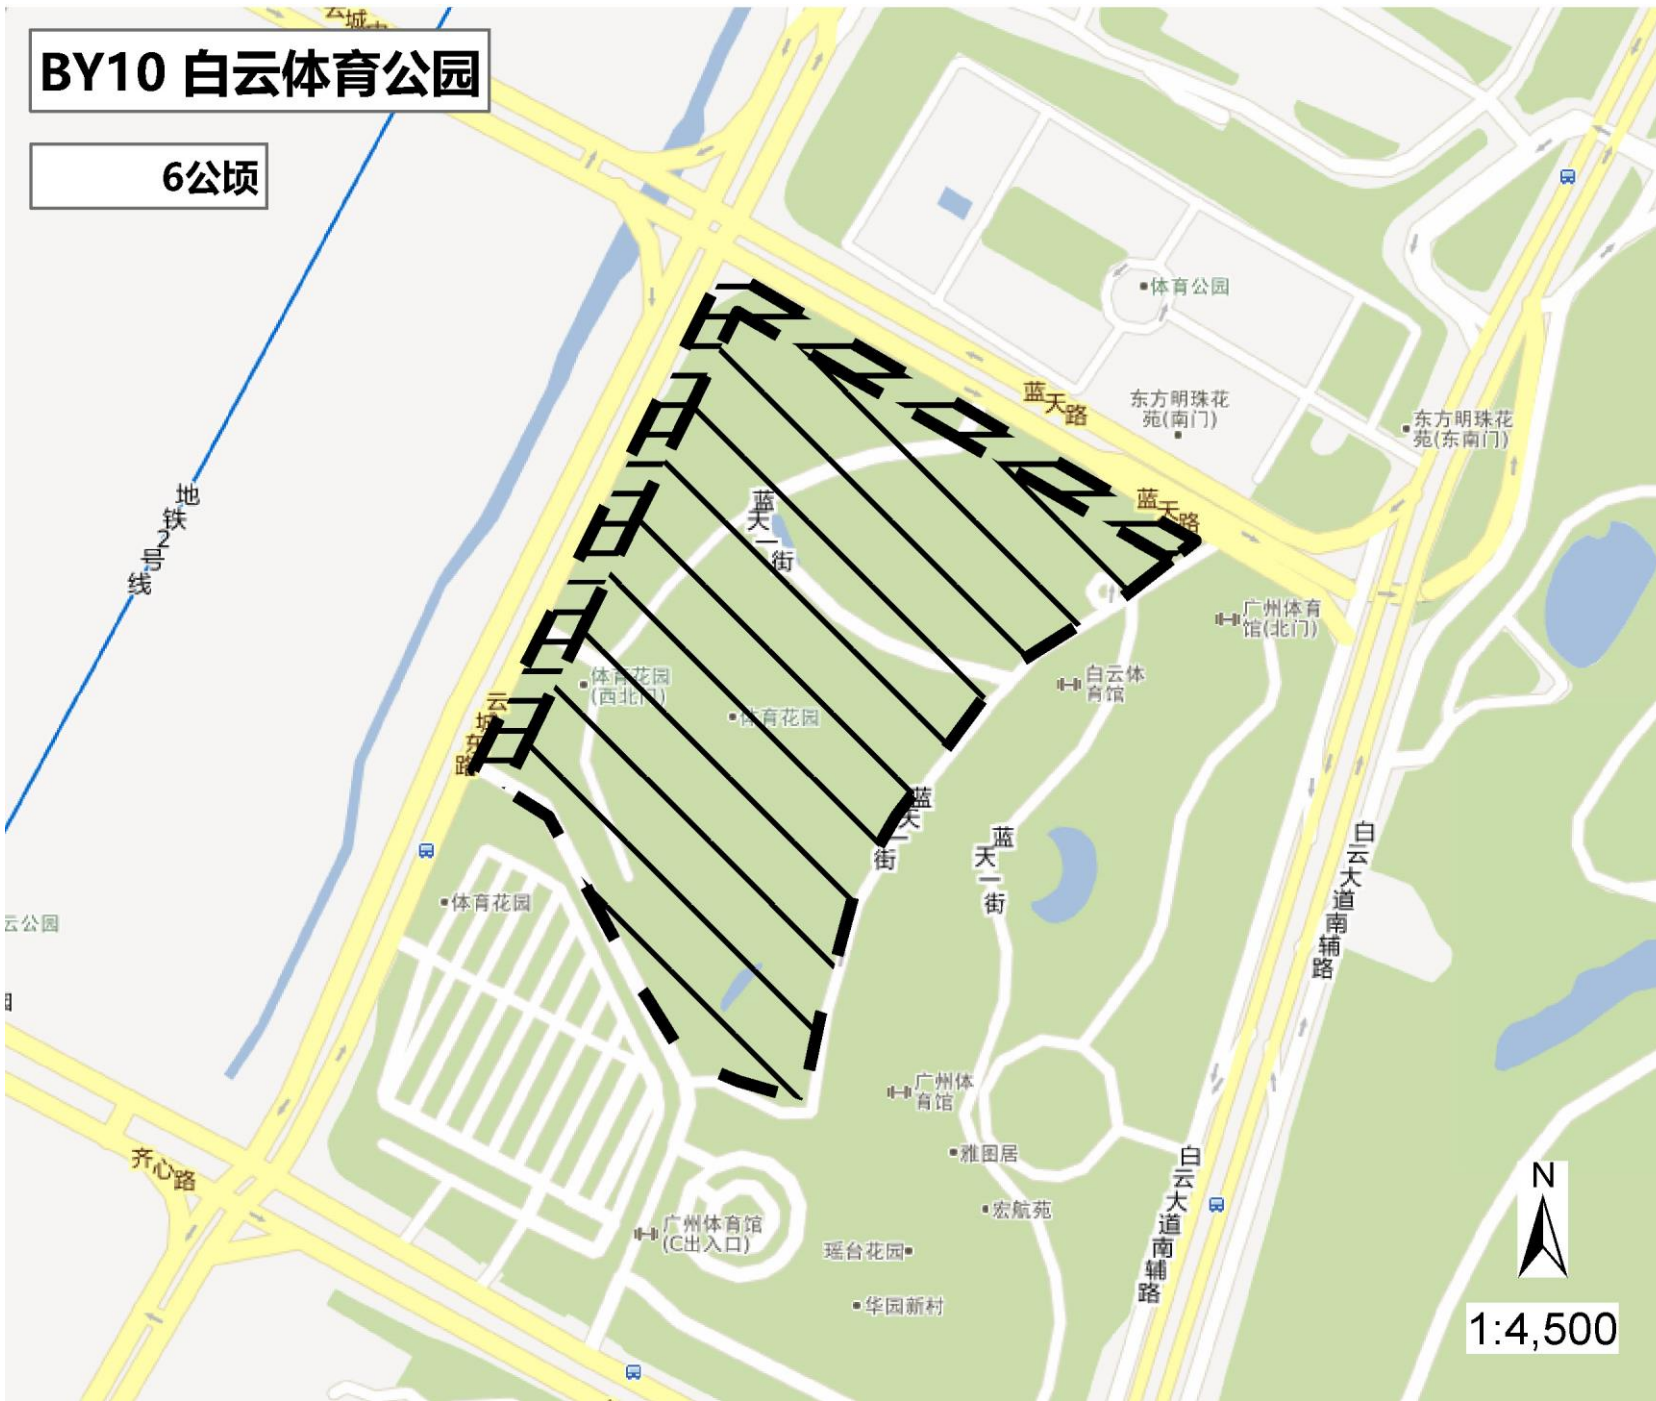 云城中
BY10 白云体育公园
6公顷
体育公园
蓝天路
东方明珠花
苑(南门)
东方明珠花
苑(东南门)
地铁2号线
蓝天路
蓝天一街
广州体育
馆(北门)
体育花园
(西北门)
白云体
育馆
体育花园
云城东路
蓝天一街
蓝天一街
白云大道南辅路
体育花园
云公园
园
广州体
育馆
雅图居
齐心路
白云大道南辅路
宏航苑
广州体育馆
(C出入口)
瑶台花园
华园新村
N
1:4,500